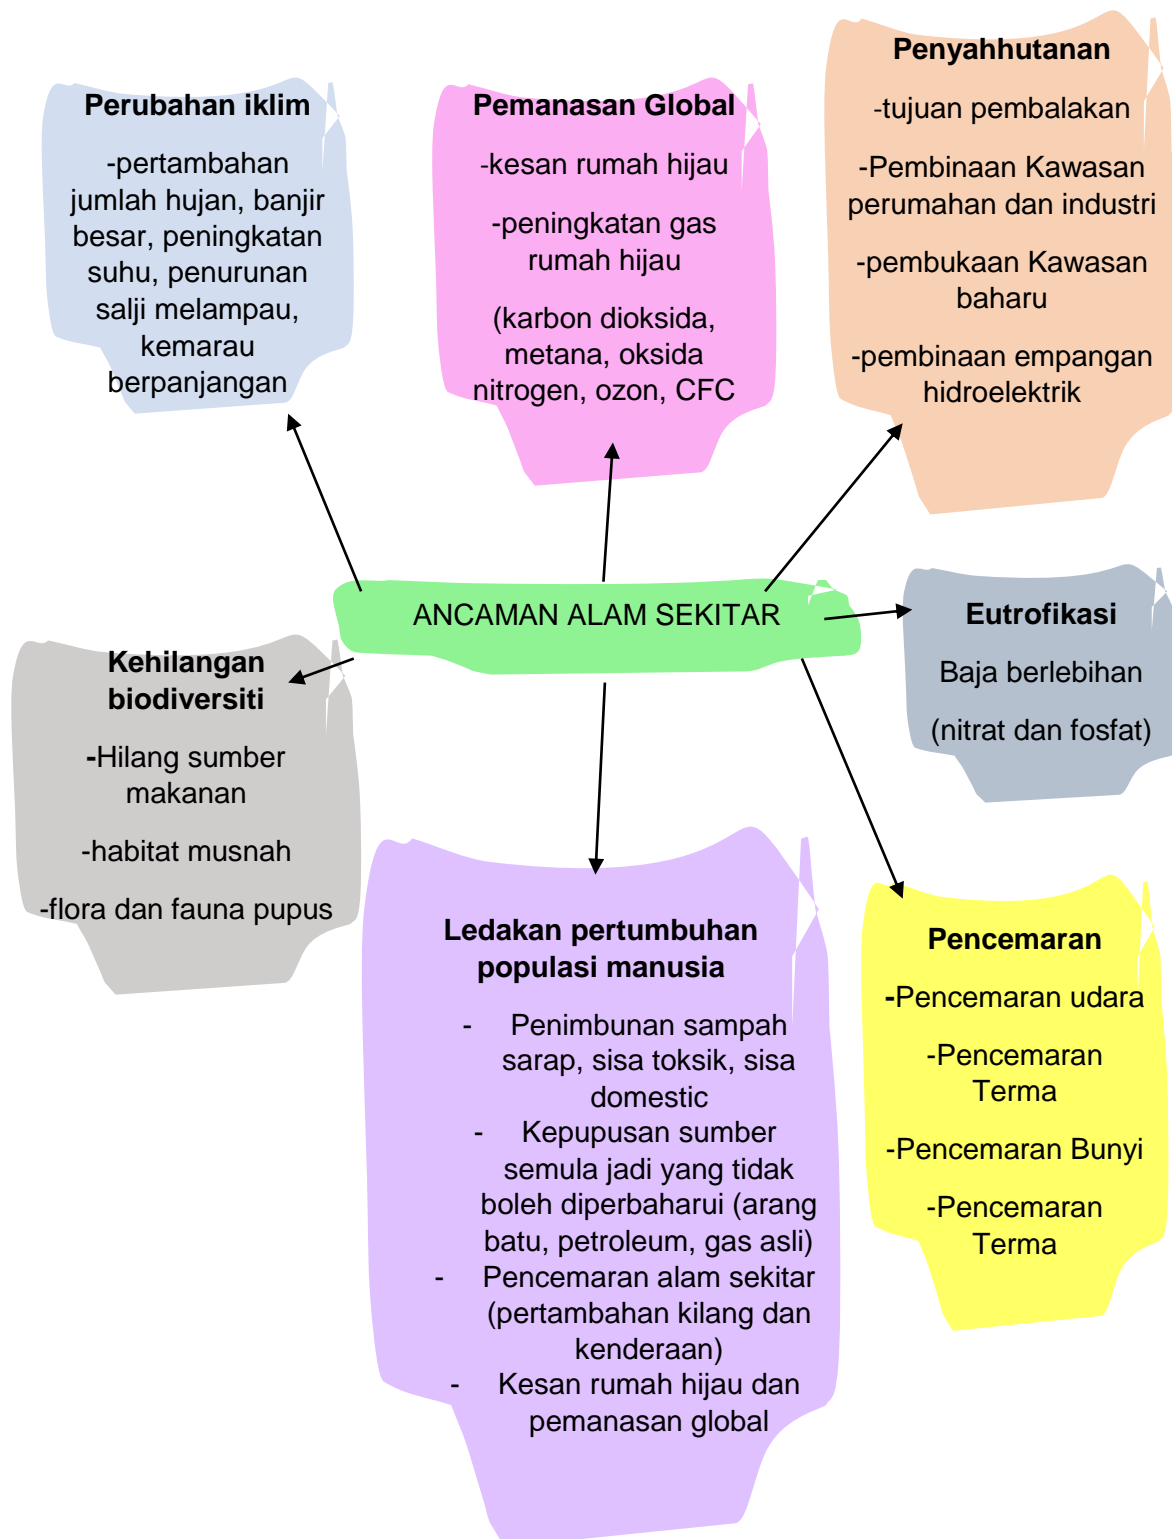 Perubahan iklim
-pertambahan
jumlah hujan, banjir
besar, peningkatan
suhu, penurunan
salji melampau,
kemarau
berpanjangan
Pemanasan Global
-kesan rumah hijau
-peningkatan gas
rumah hijau
(karbon dioksida,
metana, oksida
nitrogen, ozon, CFC
Penyahhutanan
-tujuan pembalakan
-Pembinaan Kawasan
perumahan dan industri
-pembukaan Kawasan
baharu
-pembinaan empangan
hidroelektrik
ANCAMAN ALAM SEKITAR
Eutrofikasi
Baja berlebihan
(nitrat dan fosfat)
Kehilangan
biodiversiti
-Hilang sumber
makanan
-habitat musnah
-flora dan fauna pupus
Ledakan pertumbuhan
populasi manusia
- Penimbunan sampah
sarap, sisa toksik, sisa
domestic
- Kepupusan sumber
semula jadi yang tidak
boleh diperbaharui (arang
batu, petroleum, gas asli)
- Pencemaran alam sekitar
(pertambahan kilang dan
kenderaan)
- Kesan rumah hijau dan
pemanasan global
Pencemaran
-Pencemaran udara
-Pencemaran
Terma
-Pencemaran Bunyi
-Pencemaran
Terma